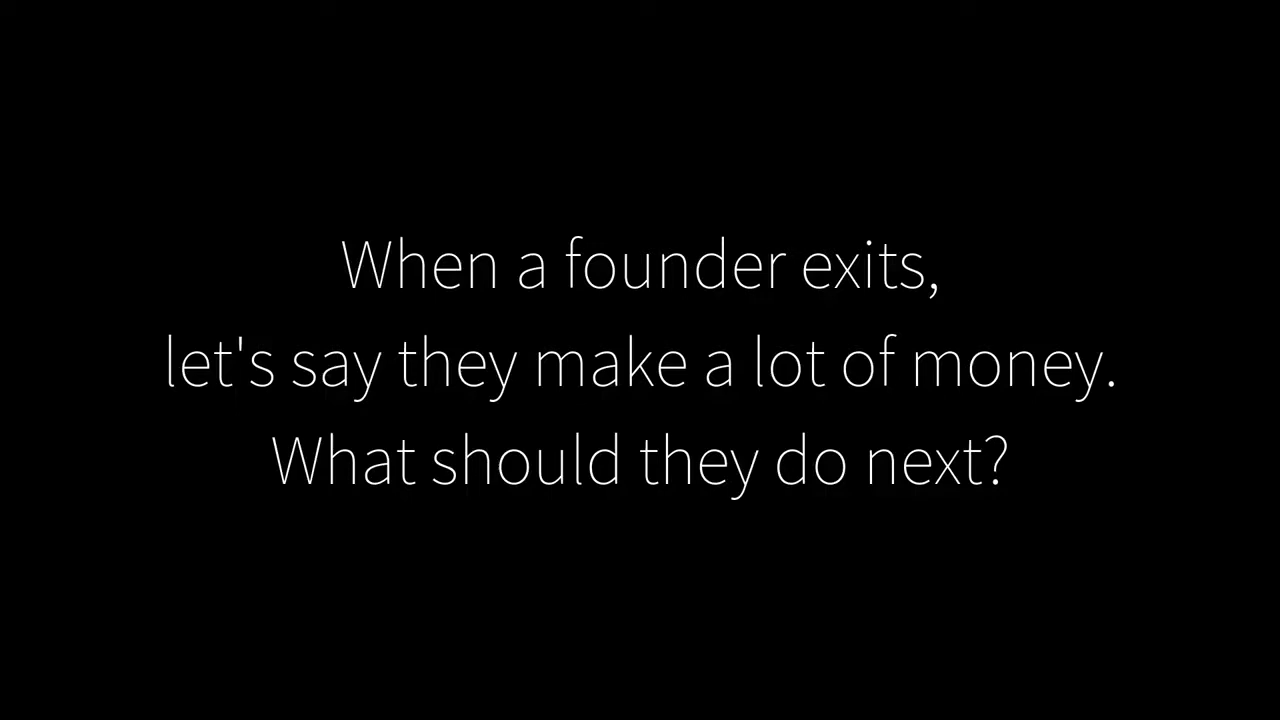 When a founder exits,
let's say they make a lot of money.
What should they do next?